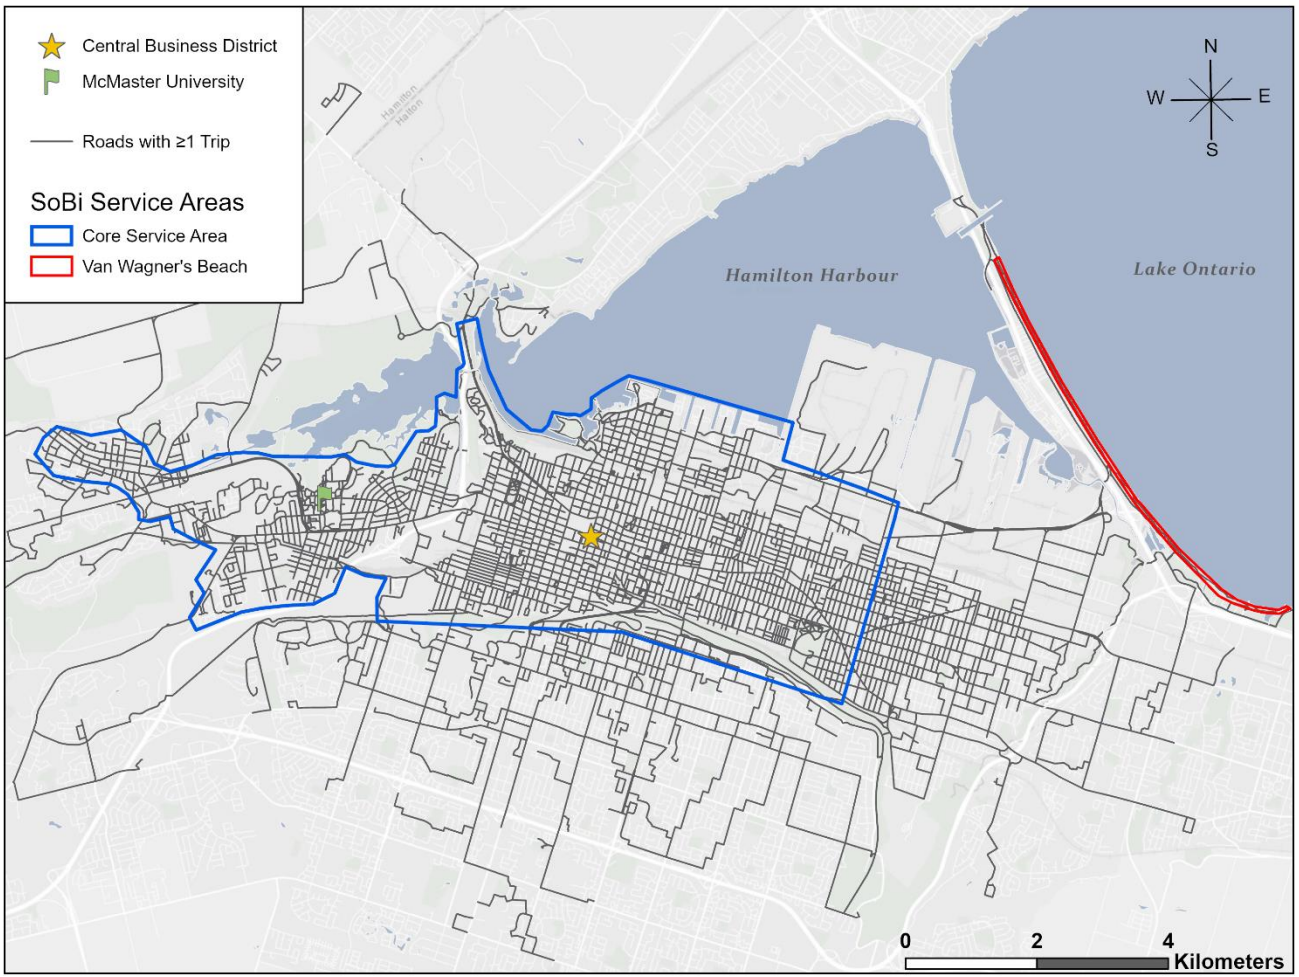 Central Business District
McMaster University
Roads with ≥1 Trip
SoBi Service Areas
Core Service Area
Van Wagner's Beach
Hamilton
Halton
N
W
E
S
Hamilton Harbour
Lake Ontario
0
2
4
Kilometers